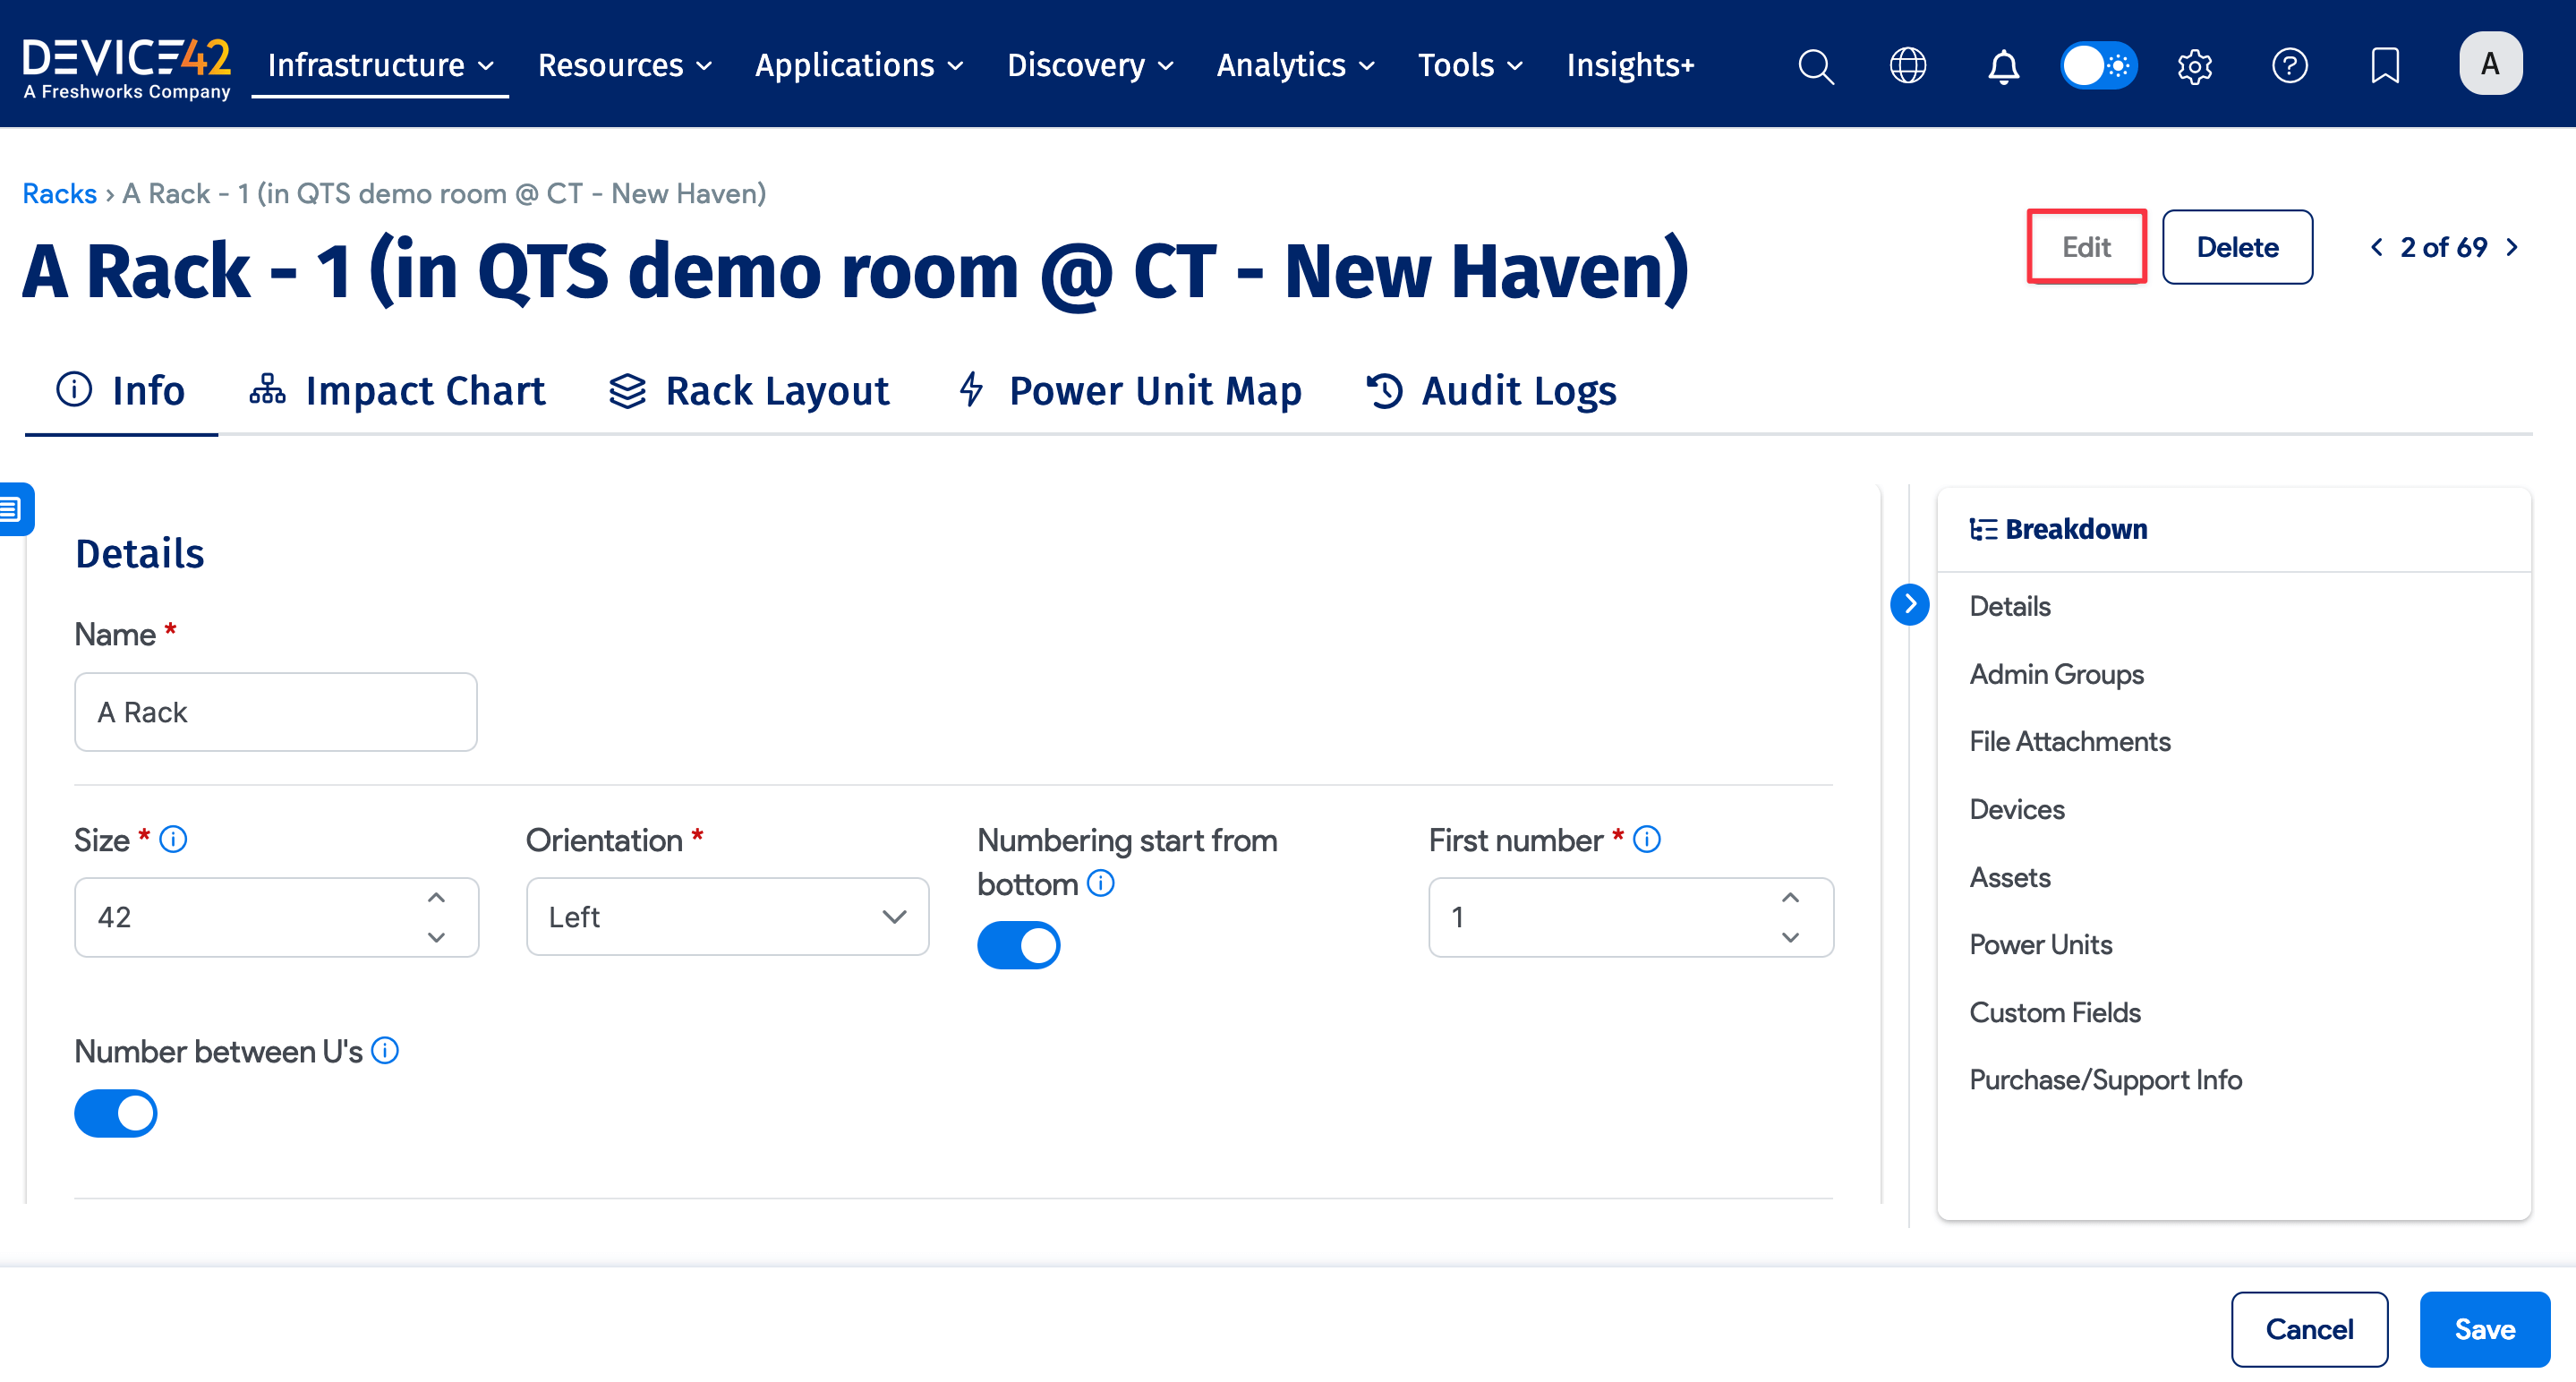 DEVICE42
A Freshworks Company
Infrastructure Resources Applications Discovery Analytics Tools Insights+ A
Racks › A Rack - 1 (in QTS demo room @ CT - New Haven)
A Rack - 1 (in QTS demo room @ CT - New Haven)
Edit Delete 2 of 69
Info Impact Chart Rack Layout Power Unit Map Audit Logs
Details
Name *
A Rack
Size * Orientation * Numbering start from bottom First number *
42 Left 1
Number between U's
Breakdown
Details
Admin Groups
File Attachments
Devices
Assets
Power Units
Custom Fields
Purchase/Support Info
Cancel Save